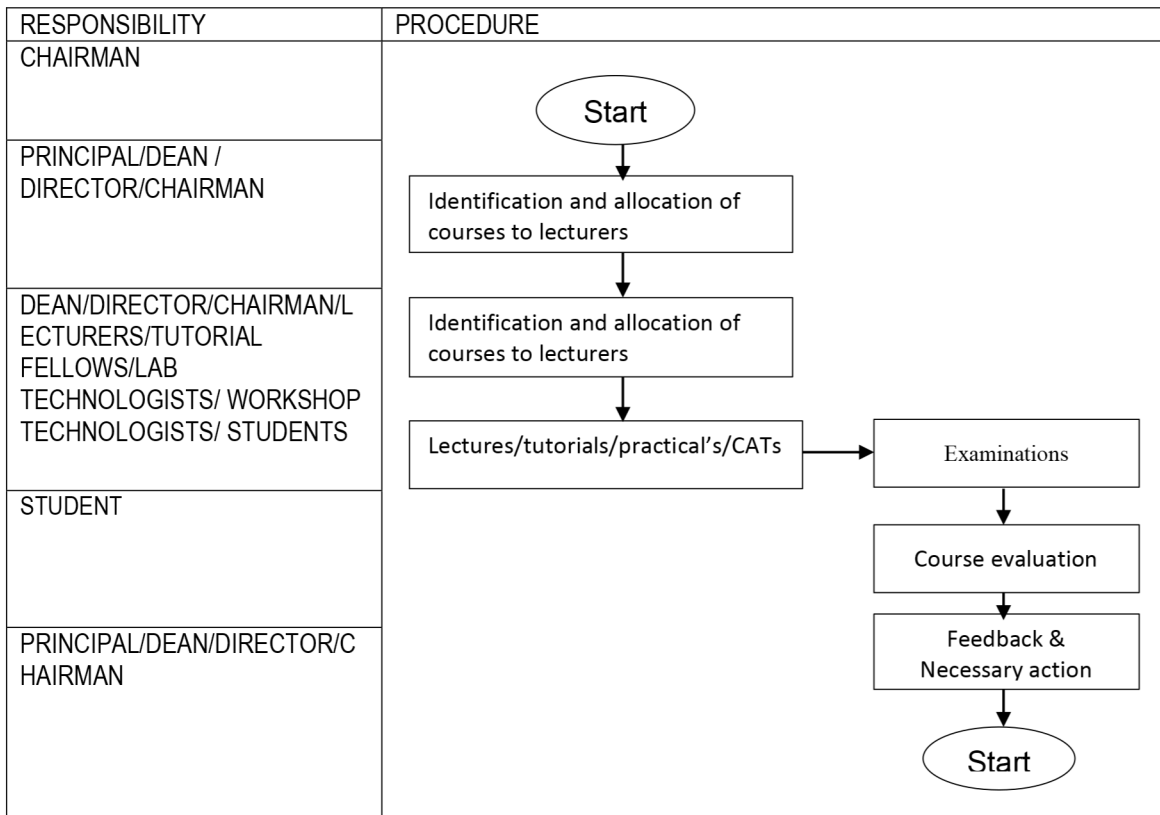 RESPONSIBILITY
PROCEDURE
CHAIRMAN
Start
PRINCIPAL/DEAN /
DIRECTOR/CHAIRMAN
Identification and allocation of
courses to lecturers
DEAN/DIRECTOR/CHAIRMAN/L
ECTURERS/TUTORIAL
FELLOWS/LAB
TECHNOLOGISTS/ WORKSHOP
TECHNOLOGISTS/ STUDENTS
Identification and allocation of
courses to lecturers
Lectures/tutorials/practical’s/CATs
Examinations
STUDENT
Course evaluation
PRINCIPAL/DEAN/DIRECTOR/C
HAIRMAN
Feedback &
Necessary action
Start